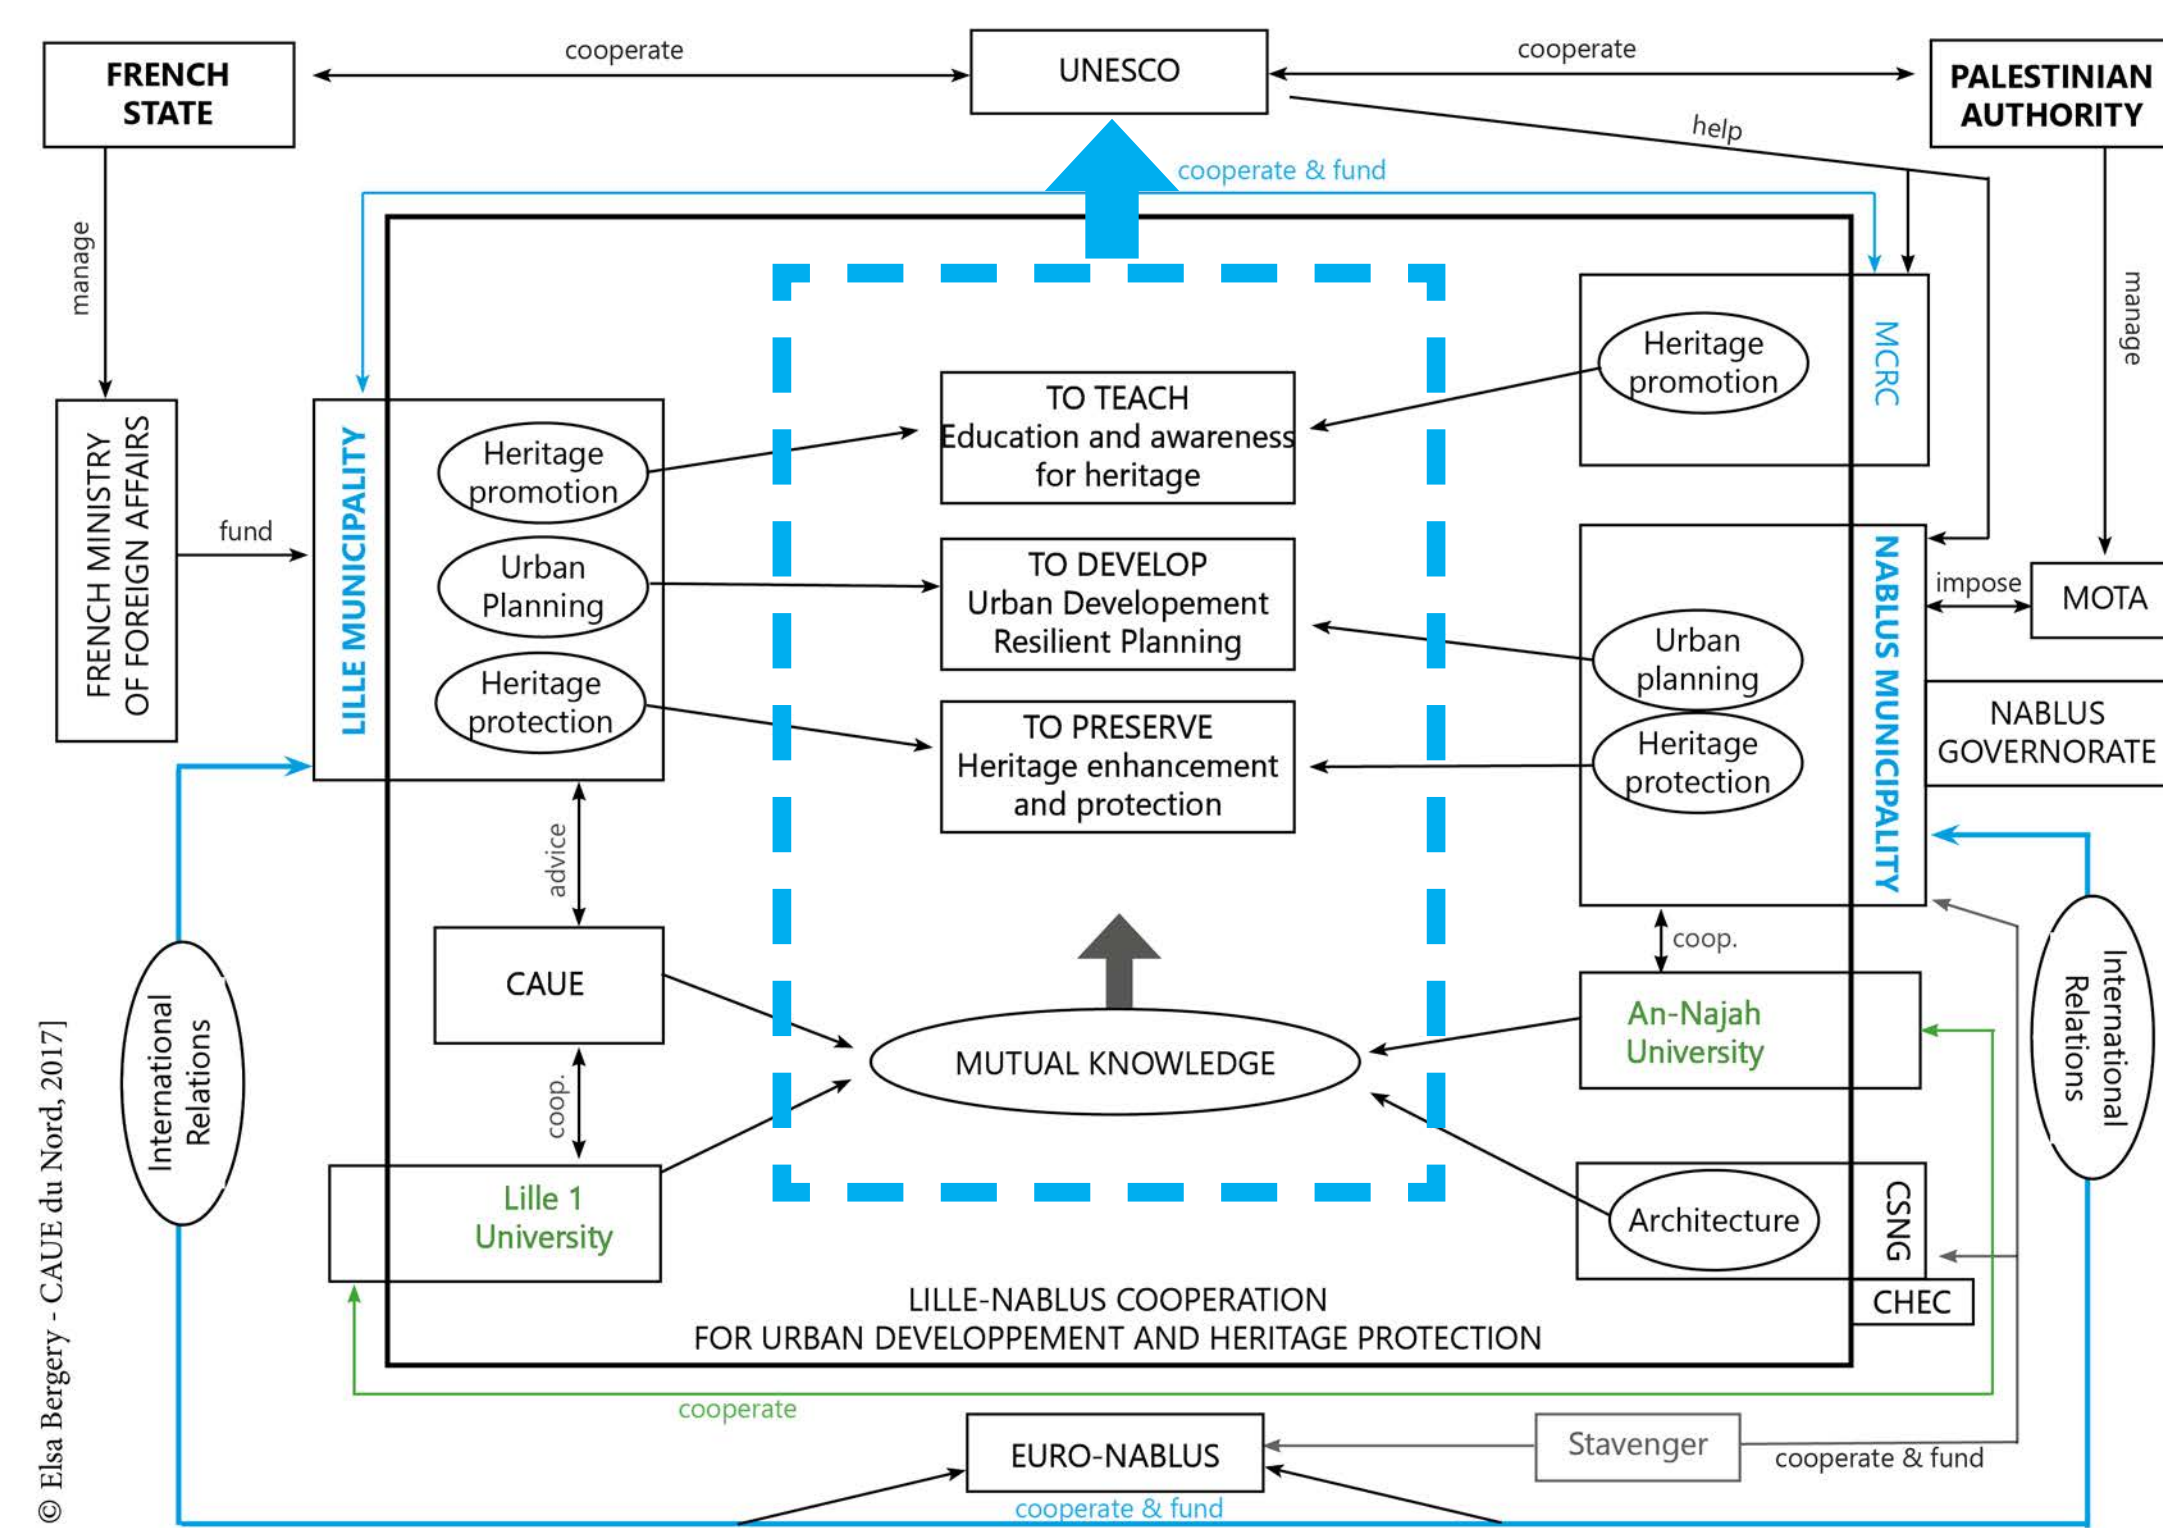 FRENCH
STATE
cooperate
UNESCO
cooperate
PALESTINIAN
AUTHORITY
help
cooperate & fund
manage
manage
FRENCH MINISTRY
OF FOREIGN AFFAIRS
fund
LILLE MUNICIPALITY
Heritage
promotion
Urban
Planning
Heritage
protection
TO TEACH
Education and awareness
for heritage
TO DEVELOP
Urban Developement
Resilient Planning
TO PRESERVE
Heritage enhancement
and protection
Heritage
promotion
MCRC
Urban
planning
Heritage
protection
NABLUS MUNICIPALITY
impose
MOTA
NABLUS
GOVERNORATE
advice
CAUE
coop.
Lille 1
University
MUTUAL KNOWLEDGE
coop.
An-Najah
University
Architecture
CSNG
CHEC
International
Relations
International
Relations
LILLE-NABLUS COOPERATION
FOR URBAN DEVELOPPEMENT AND HERITAGE PROTECTION
cooperate
EURO-NABLUS
Stavenger
cooperate & fund
cooperate & fund
© Elsa Bergery - CAUE du Nord, 2017]